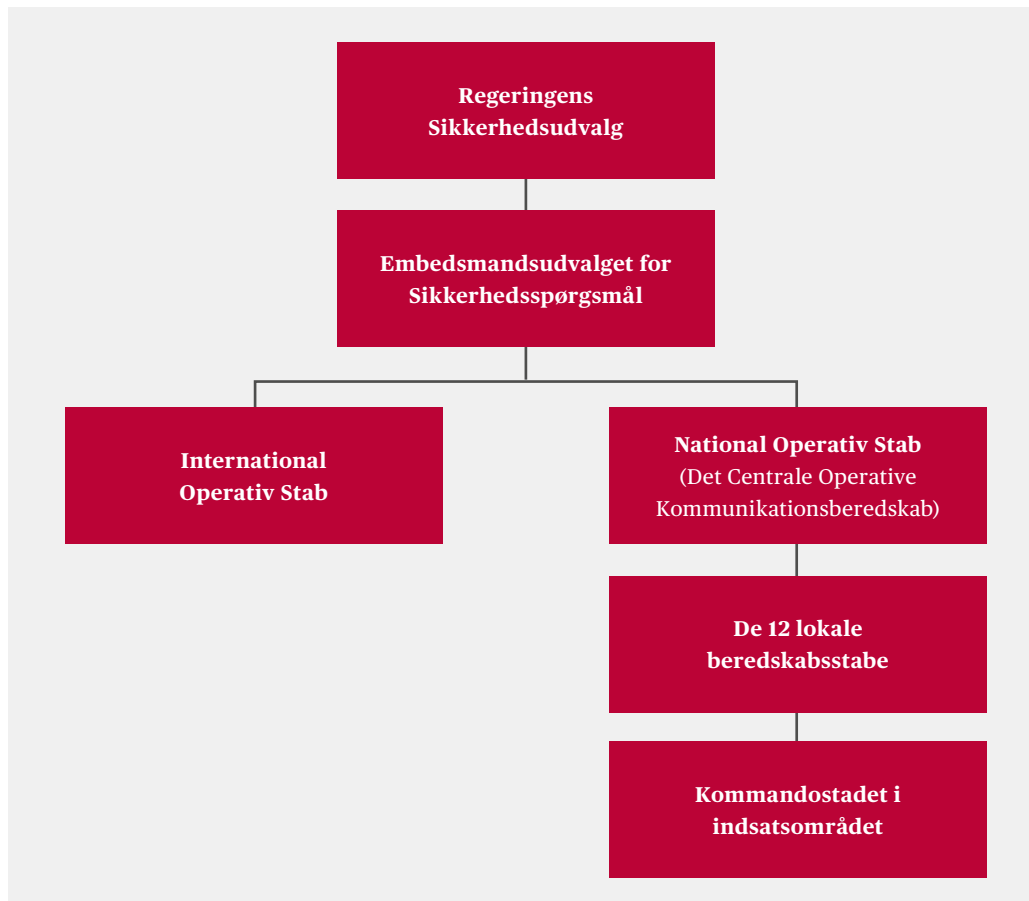 Regeringens
Sikkerhedsudvalg
Embedsmandsudvalget for
Sikkerhedsspørgsmål
International
Operativ Stab
National Operativ Stab
(Det Centrale Operative
Kommunikationsberedskab)
De 12 lokale
beredskabsstabe
Kommandostadet i
indsatsområdet